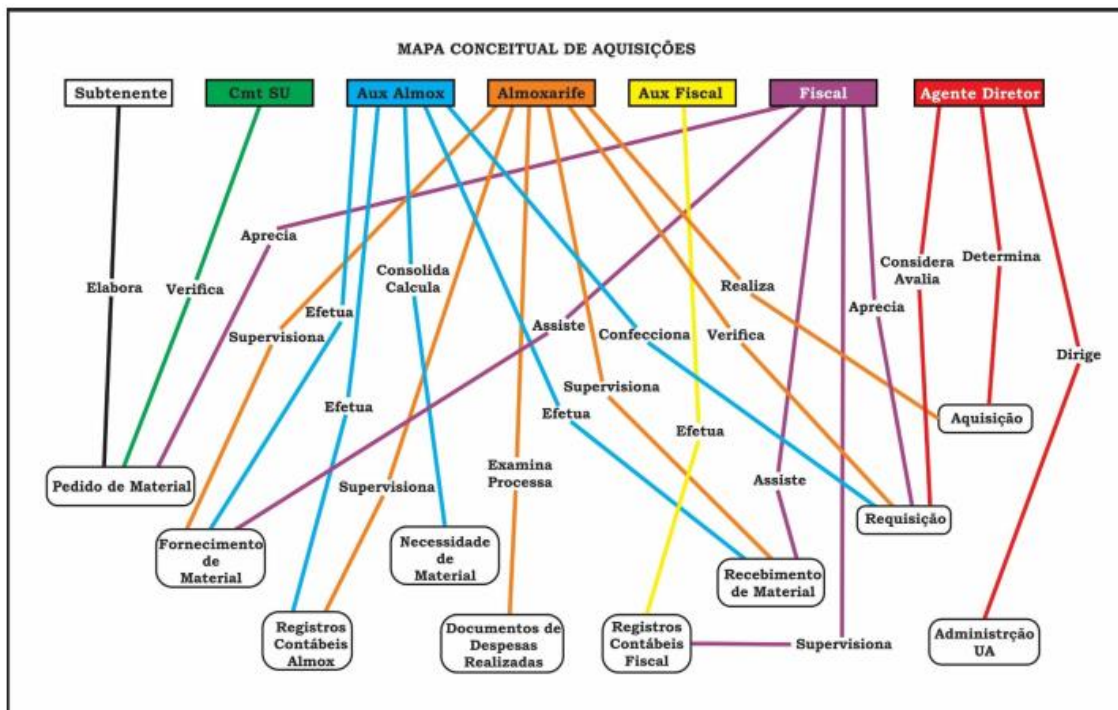 MAPA CONCEITUAL DE AQUISIÇÕES
Subtenente
Cmt SU
Aux Almox
Almoxarife
Aux Fiscal
Fiscal
Agente Diretor
Aprecia
Elabora
Verifica
Supervisiona
Efetua
Consolida
Calcula
Assiste
Confecciona
Realiza
Verifica
Considera
Avalia
Aprecia
Determina
Dirige
Efetua
Supervisiona
Efetua
Supervisiona
Examina
Processa
Efetua
Assiste
Supervisiona
Pedido de Material
Fornecimento
de
Material
Registros
Contábeis
Almox
Necessidade
de
Material
Documentos de
Despesas
Realizadas
Registros
Contábeis
Fiscal
Recebimento
de Material
Requisição
Aquisição
Administrção
UA